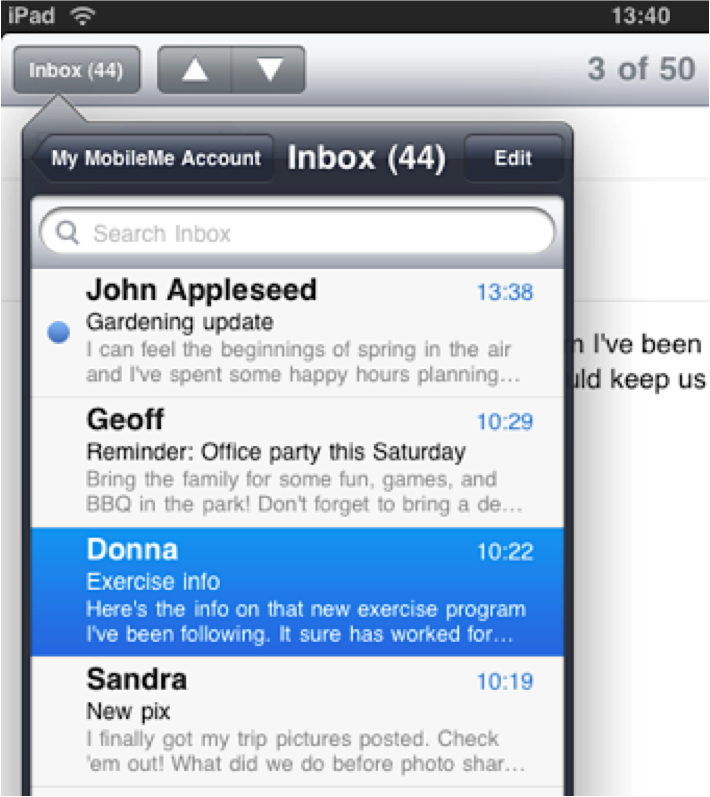 iPad 13:40
Inbox (44) 3 of 50
My MobileMe Account Inbox (44) Edit
Search Inbox
John Appleseed 13:38
Gardening update
I can feel the beginnings of spring in the air
and I've spent some happy hours planning...
Geoff 10:29
Reminder: Office party this Saturday
Bring the family for some fun, games, and
BBQ in the park! Don't forget to bring a de...
Donna 10:22
Exercise info
Here's the info on that new exercise program
I've been following. It sure has worked for...
Sandra 10:19
New pix
I finally got my trip pictures posted. Check
'em out! What did we do before photo shar...
I've been
keep us